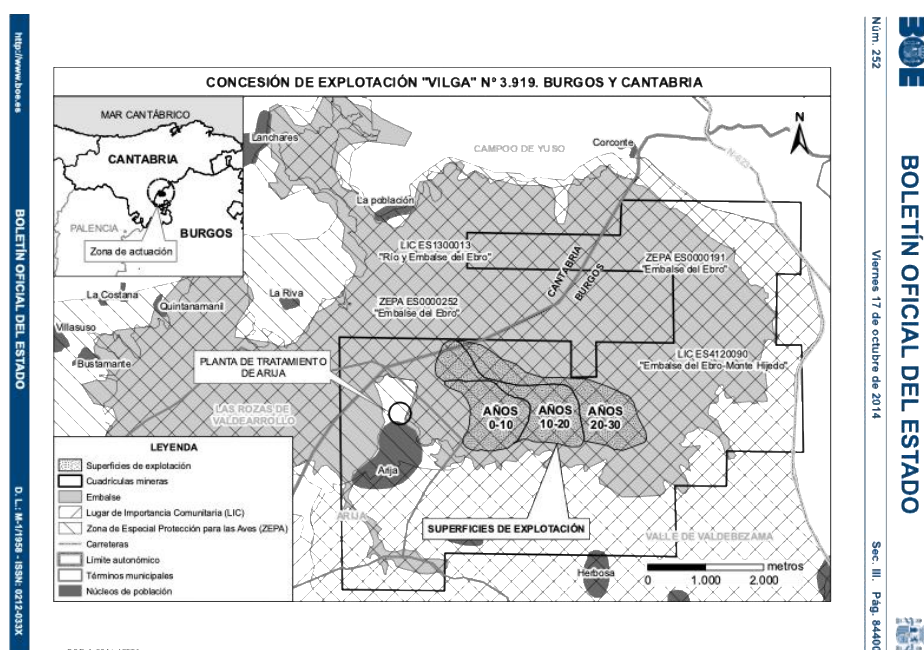 CONCESIÓN DE EXPLOTACIÓN "VILGA" Nº 3.919. BURGOS Y CANTABRIA
MAR CANTÁBRICO
CANTABRIA
PALENCIA
BURGOS
Zona de actuación
Lanchares
CAMPOO DE YUSO
Corconte
N
N-623
La población
LIC ES1300013
"Río y Embalse del Ebro"
CANTABRIA
BURGOS
ZEPA ES0000191
"Embalse del Ebro"
La Costana
Quintanamanil
La Riva
ZEPA ES0000252
"Embalse del Ebro"
Villasuso
Bustamante
PLANTA DE TRATAMIENTO
DE ARIJA
LIC ES4120090
"Embalse del Ebro-Monte Hijedo"
LAS ROZAS DE
VALDEARROLLO
AÑOS
0-10
AÑOS
10-20
AÑOS
20-30
Arija
ARIJA
SUPERFICIES DE EXPLOTACIÓN
VALLE DE VALDEBEZAMA
Herbosa
metros
0
1.000
2.000
LEYENDA
Superficies de explotación
Cuadrículas mineras
Embalse
Lugar de Importancia Comunitaria (LIC)
Zona de Especial Protección para las Aves (ZEPA)
Carreteras
Límite autonómico
Términos municipales
Núcleos de población
http://www.boe.es
BOLETÍN OFICIAL DEL ESTADO
D. L.: M-1/1958 - ISSN: 0212-033X
BOE
BOLETÍN OFICIAL DEL ESTADO
Núm. 252
Viernes 17 de octubre de 2014
Sec. III. Pág. 84400